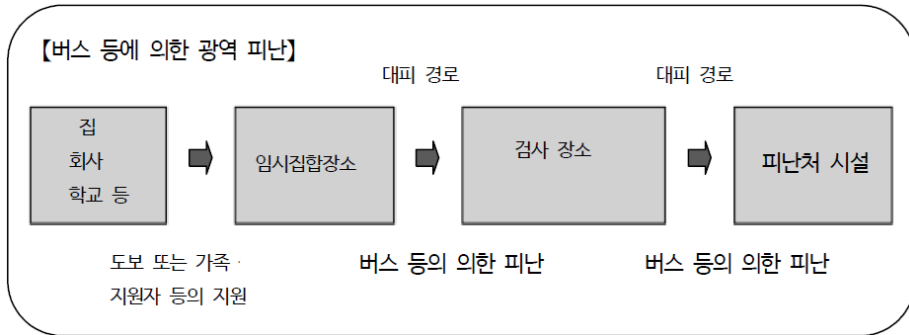 【버스 등에 의한 광역 피난】
대피 경로
대피 경로
집
회사
학교 등
임시집합장소
검사 장소
피난처 시설
도보 또는 가족 ·
지원자 등의 지원
버스 등의 의한 피난
버스 등의 의한 피난